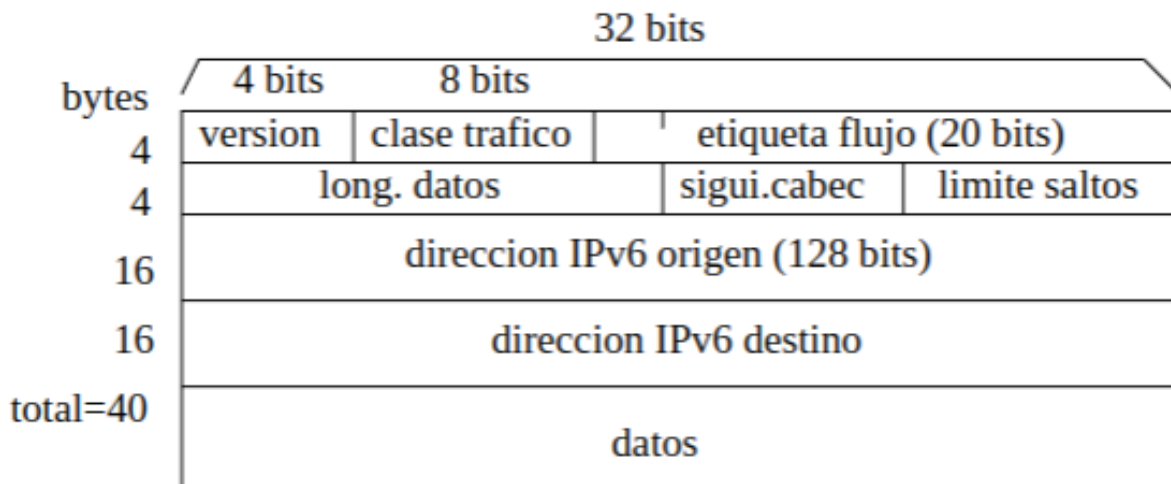 32 bits
4 bits 8 bits
bytes
version clase trafico etiqueta flujo (20 bits)
4
long. datos sigui.cabec limite saltos
4
direccion IPv6 origen (128 bits)
16
16 direccion IPv6 destino
total=40
datos